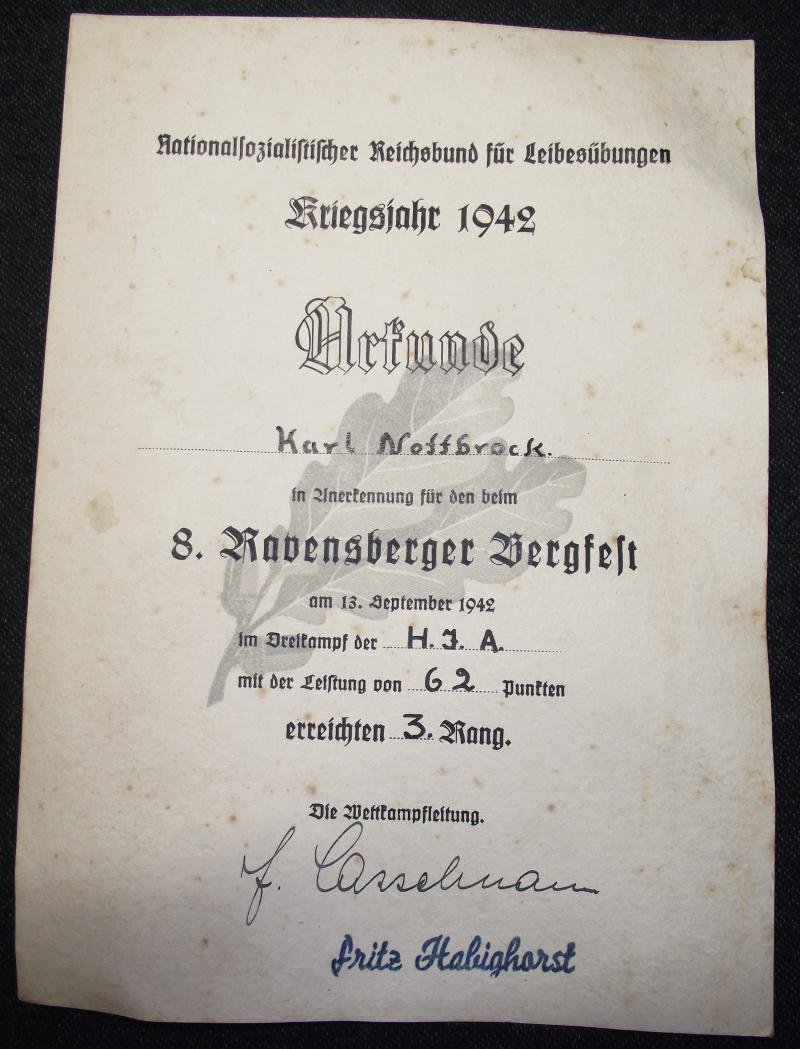 Nationalsozialistischer Reichsbund für Leibesübungen
Kriegsjahr 1942
Urkunde
Karl Nottbrock.
in Anerkennung für den beim
8. Ravensberger Bergfest
am 13. September 1942
im Dreikampf der H. J. A.
mit der Leistung von 62 Punkten
erreichten 3. Rang.
Die Wettkampfleitung.
f. Casselmann
Fritz Habighorst